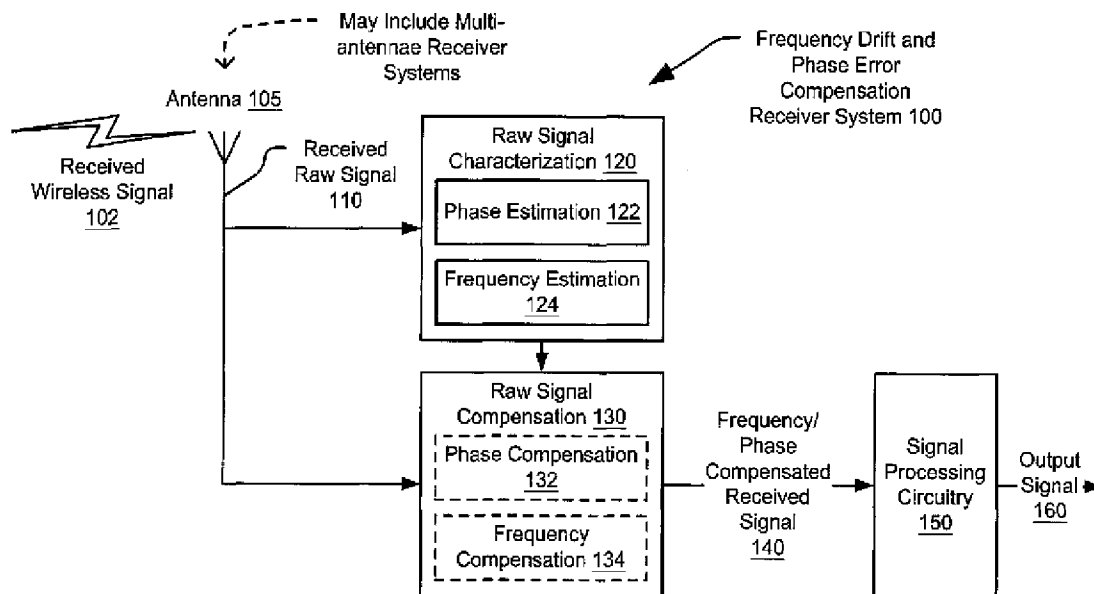 May Include Multi-
antennae Receiver
Systems
Frequency Drift and
Phase Error
Compensation
Receiver System 100
Antenna 105
Received
Wireless Signal
102
Received
Raw Signal
110
Raw Signal
Characterization 120
Phase Estimation 122
Frequency Estimation
124
Raw Signal
Compensation 130
Phase Compensation
132
Frequency
Compensation 134
Frequency/
Phase
Compensated
Received
Signal
140
Signal
Processing
Circuitry
150
Output
Signal
160